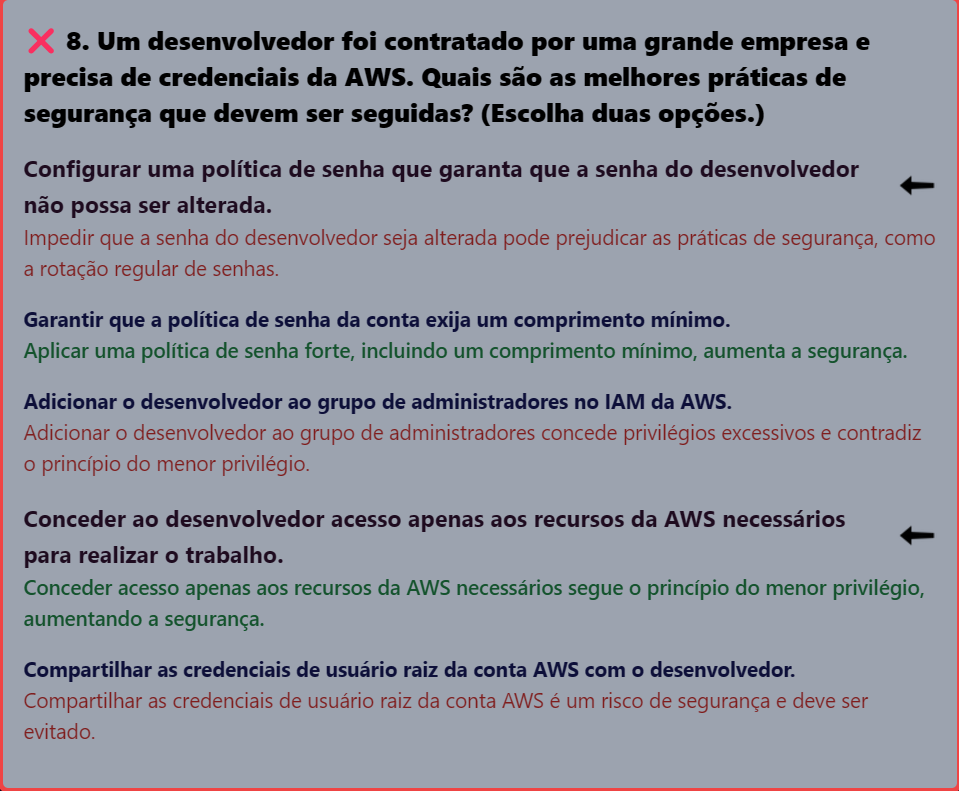 ❌ 8. Um desenvolvedor foi contratado por uma grande empresa e
precisa de credenciais da AWS. Quais são as melhores práticas de
segurança que devem ser seguidas? (Escolha duas opções.)
Configurar uma política de senha que garanta que a senha do desenvolvedor
não possa ser alterada.
Impedir que a senha do desenvolvedor seja alterada pode prejudicar as práticas de segurança, como
a rotação regular de senhas.
Garantir que a política de senha da conta exija um comprimento mínimo.
Aplicar uma política de senha forte, incluindo um comprimento mínimo, aumenta a segurança.
Adicionar o desenvolvedor ao grupo de administradores no IAM da AWS.
Adicionar o desenvolvedor ao grupo de administradores concede privilégios excessivos e contradiz
o princípio do menor privilégio.
Conceder ao desenvolvedor acesso apenas aos recursos da AWS necessários
para realizar o trabalho.
Conceder acesso apenas aos recursos da AWS necessários segue o princípio do menor privilégio,
aumentando a segurança.
Compartilhar as credenciais de usuário raiz da conta AWS com o desenvolvedor.
Compartilhar as credenciais de usuário raiz da conta AWS é um risco de segurança e deve ser
evitado.